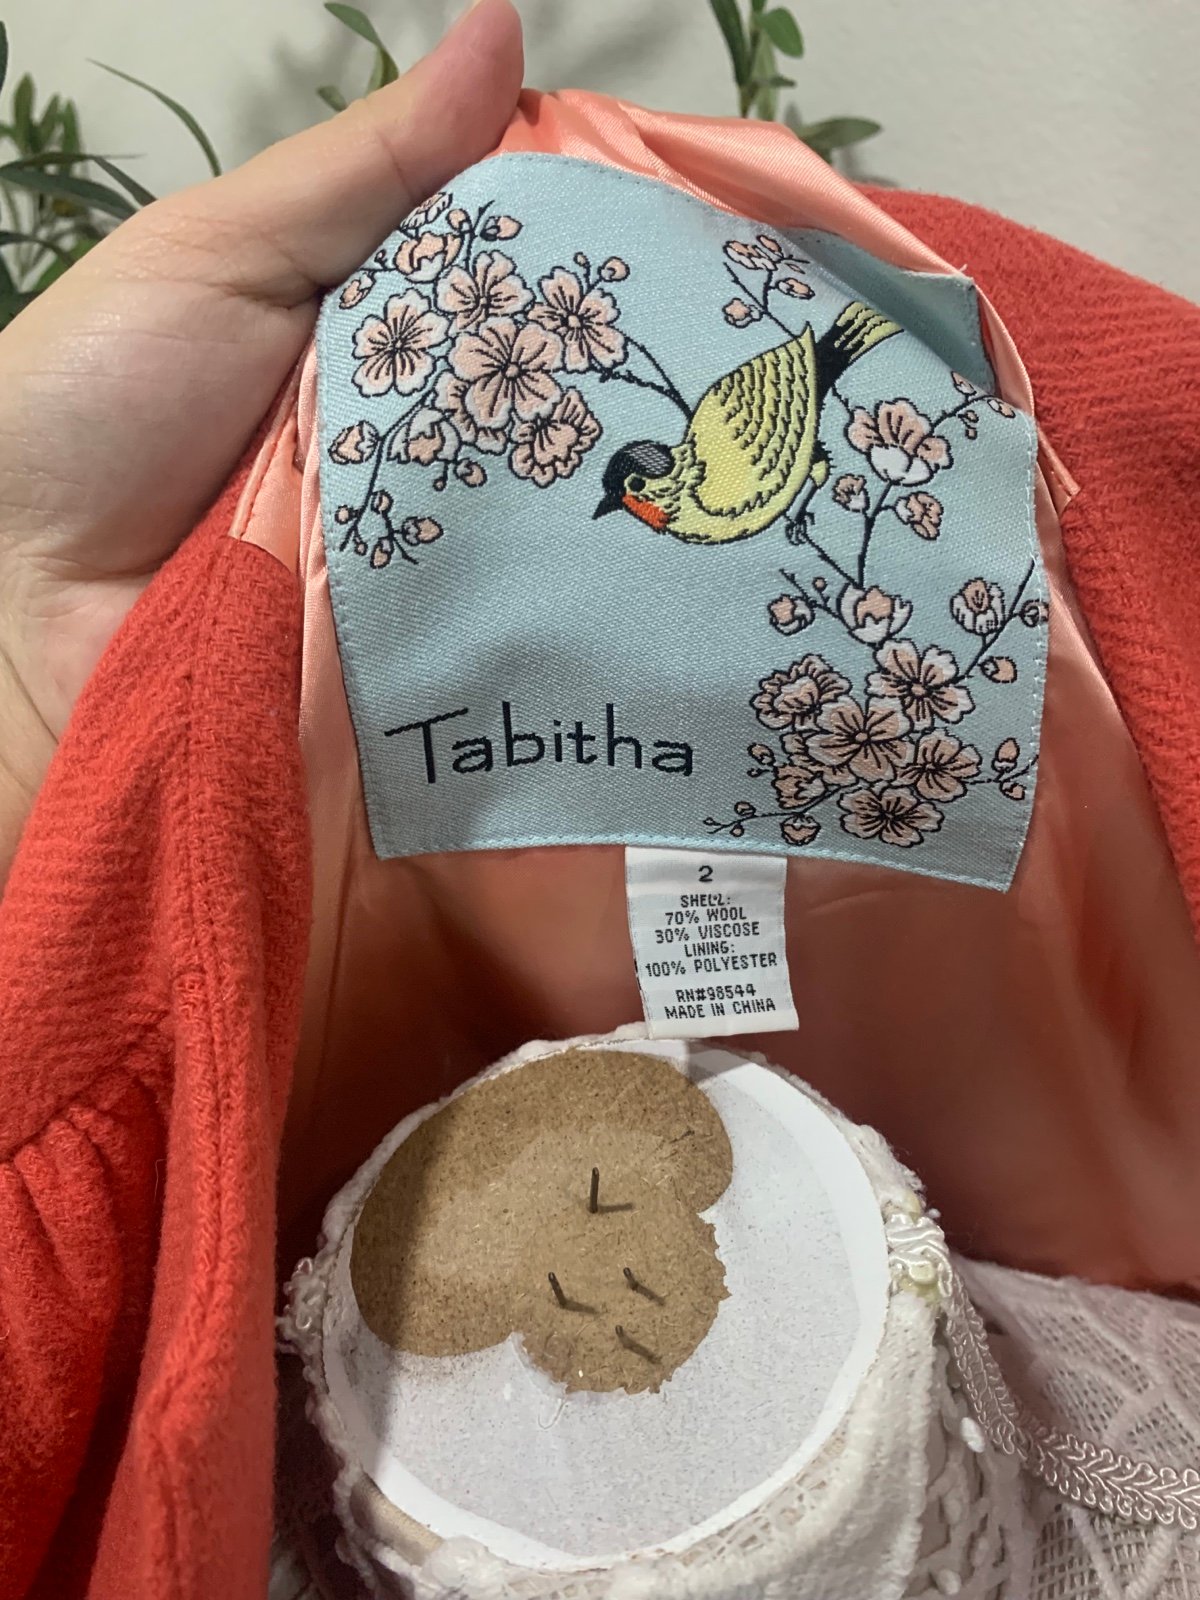 Tabitha
2
SHELL:
70% WOOL
30% VISCOSE
LINING:
100% POLYESTER
RN#98544
MADE IN CHINA